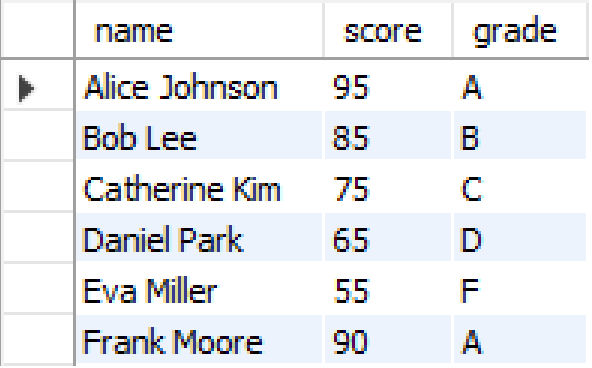 name score grade
Alice Johnson 95 A
Bob Lee 85 B
Catherine Kim 75 C
Daniel Park 65 D
Eva Miller 55 F
Frank Moore 90 A